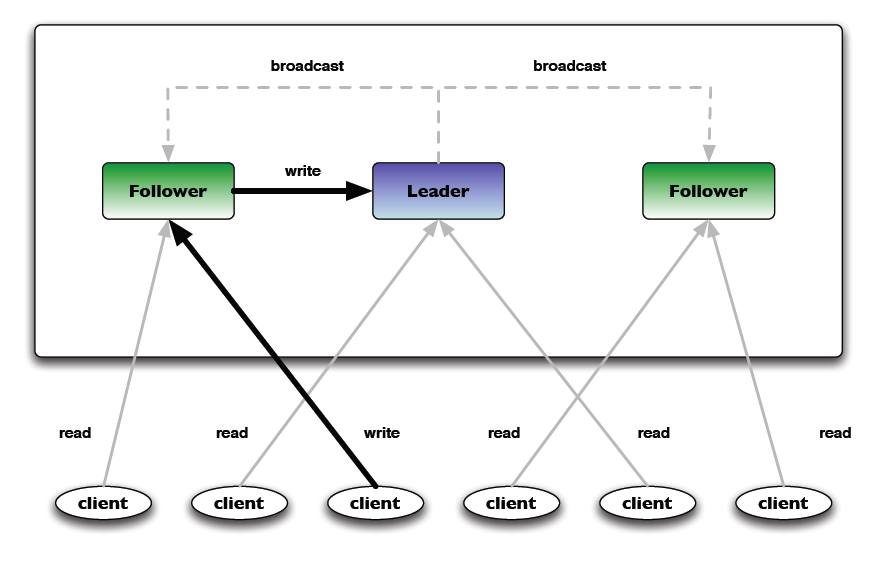 broadcast broadcast
write
Follower Leader Follower
read read write read read read
client client client client client client